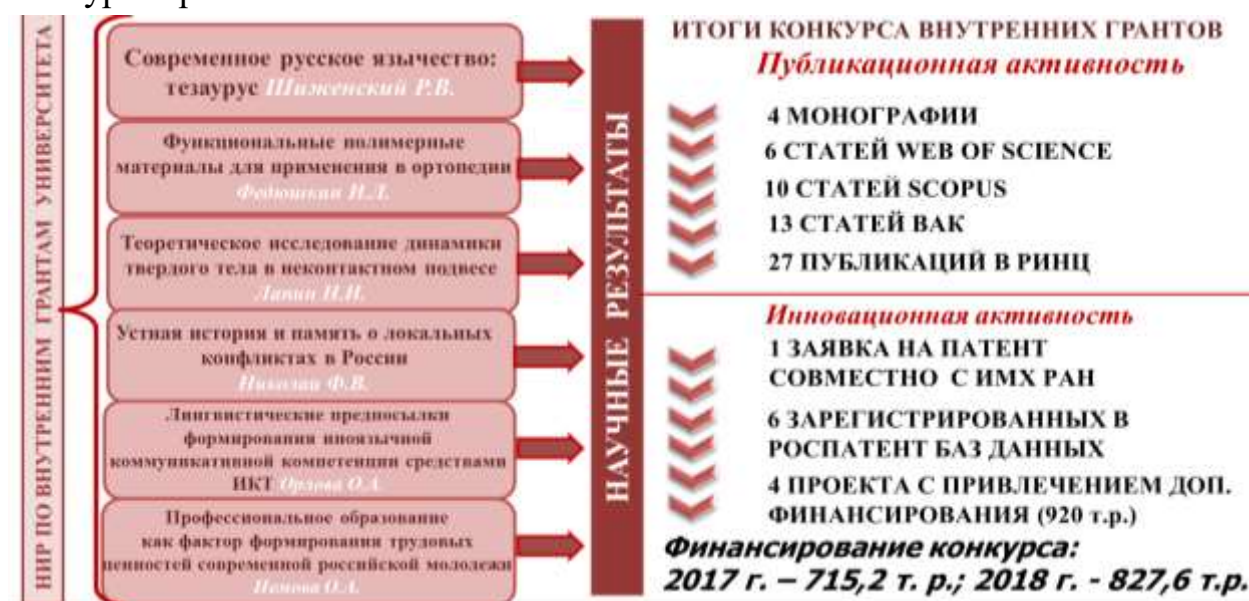 НИР ПО ВНУТРЕННИМ ГРАНТАМ УНИВЕРСИТЕТА
Современное русское язычество:
тезаурус Шиженский Р.В.
Функциональные полимерные
материалы для применения в ортопедии
Федюшкин И.Л.
Теоретическое исследование динамики
твердого тела в неконтактном подвесе
Лапин Н.И.
Устная история и память о локальных
конфликтах в России
Николаи Ф.В.
Лингвистические предпосылки
формирования иноязычной
коммуникативной компетенции средствами
ИКТ Орлова О.А.
Профессиональное образование
как фактор формирования трудовых
ценностей современной российской молодежи
Немова О.А.
НАУЧНЫЕ РЕЗУЛЬТАТЫ
ИТОГИ КОНКУРСА ВНУТРЕННИХ ГРАНТОВ
Публикационная активность
4 МОНОГРАФИИ
6 СТАТЕЙ WEB OF SCIENCE
10 СТАТЕЙ SCOPUS
13 СТАТЕЙ ВАК
27 ПУБЛИКАЦИЙ В РИНЦ
Инновационная активность
1 ЗАЯВКА НА ПАТЕНТ
СОВМЕСТНО С ИМХ РАН
6 ЗАРЕГИСТРИРОВАННЫХ В
РОСПАТЕНТ БАЗ ДАННЫХ
4 ПРОЕКТА С ПРИВЛЕЧЕНИЕМ ДОП.
ФИНАНСИРОВАНИЯ (920 т.р.)
Финансирование конкурса:
2017 г. – 715,2 т. р.; 2018 г. - 827,6 т.р.